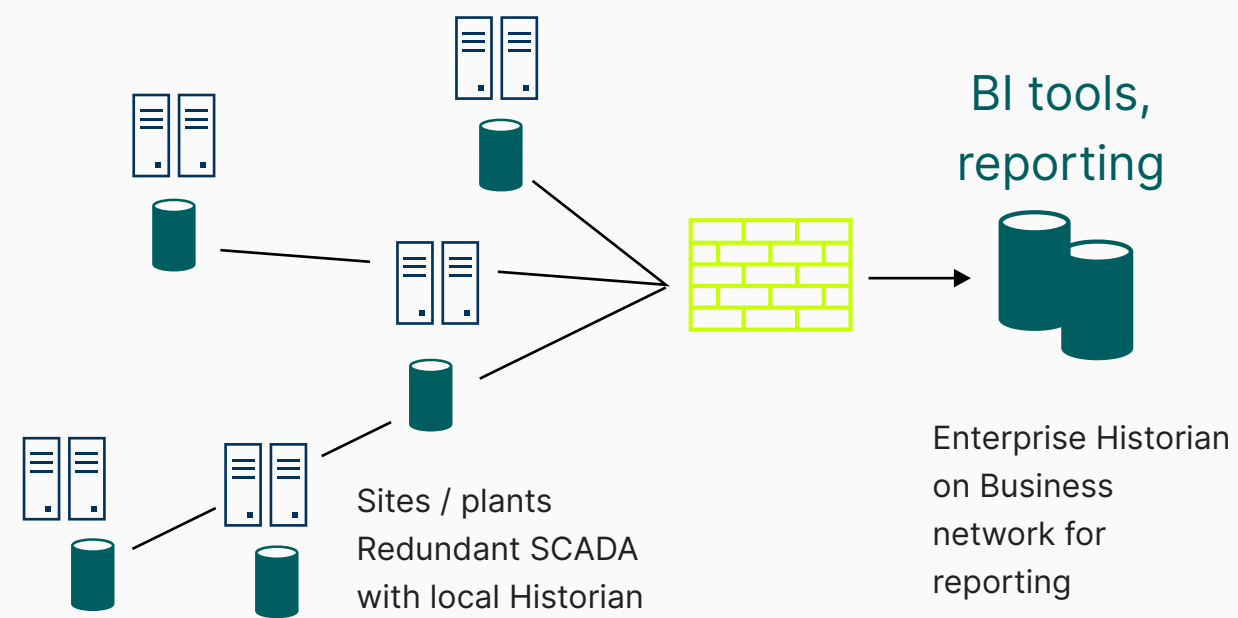 BI tools,
reporting
Sites / plants
Redundant SCADA
with local Historian
Enterprise Historian
on Business
network for
reporting